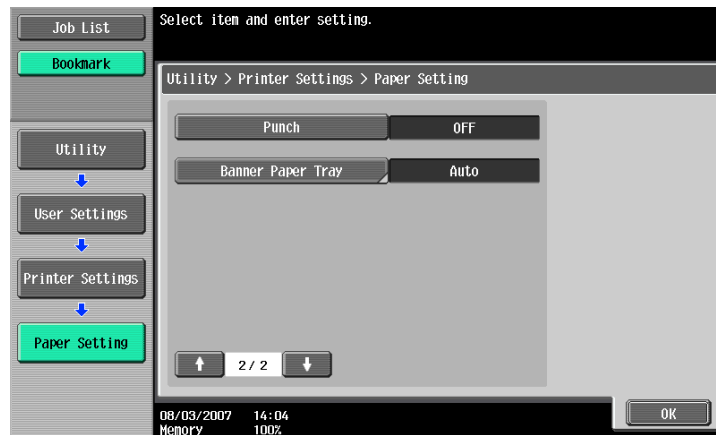 Job List
Bookmark
Select item and enter setting.
Utility > Printer Settings > Paper Setting
Punch OFF
Banner Paper Tray Auto
Utility
User Settings
Printer Settings
Paper Setting
2/ 2
OK
08/03/2007 14:04
Memory 100%